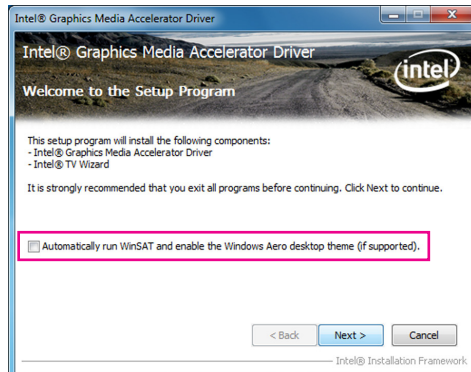 Intel® Graphics Media Accelerator Driver
Intel® Graphics Media Accelerator Driver
intel
Welcome to the Setup Program
This setup program will install the following components:
- Intel® Graphics Media Accelerator Driver
- Intel® TV Wizard
It is strongly recommended that you exit all programs before continuing. Click Next to continue.
Automatically run WinSAT and enable the Windows Aero desktop theme (if supported).
< Back Next > Cancel
Intel® Installation Framework